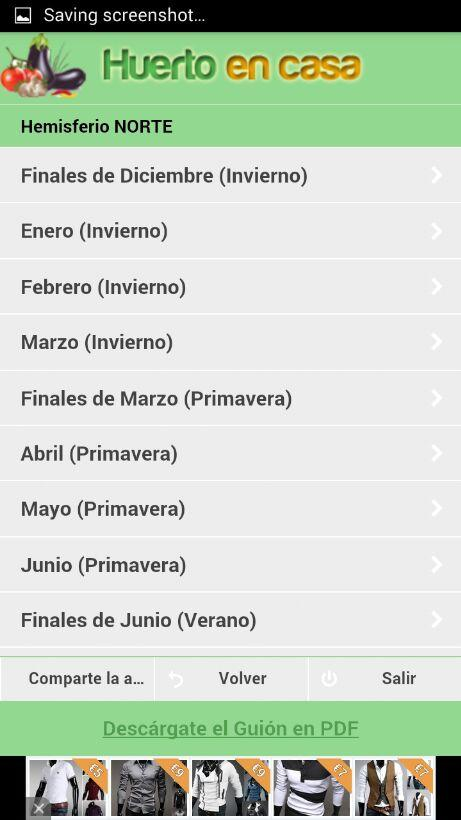 Saving screenshot...
Huerto en casa
Hemisferio NORTE
Finales de Diciembre (Invierno)
Enero (Invierno)
Febrero (Invierno)
Marzo (Invierno)
Finales de Marzo (Primavera)
Abril (Primavera)
Mayo (Primavera)
Junio (Primavera)
Finales de Junio (Verano)
Comparte la a... Volver Salir
Descárgate el Guión en PDF
€5 €9 €9 €7 €7